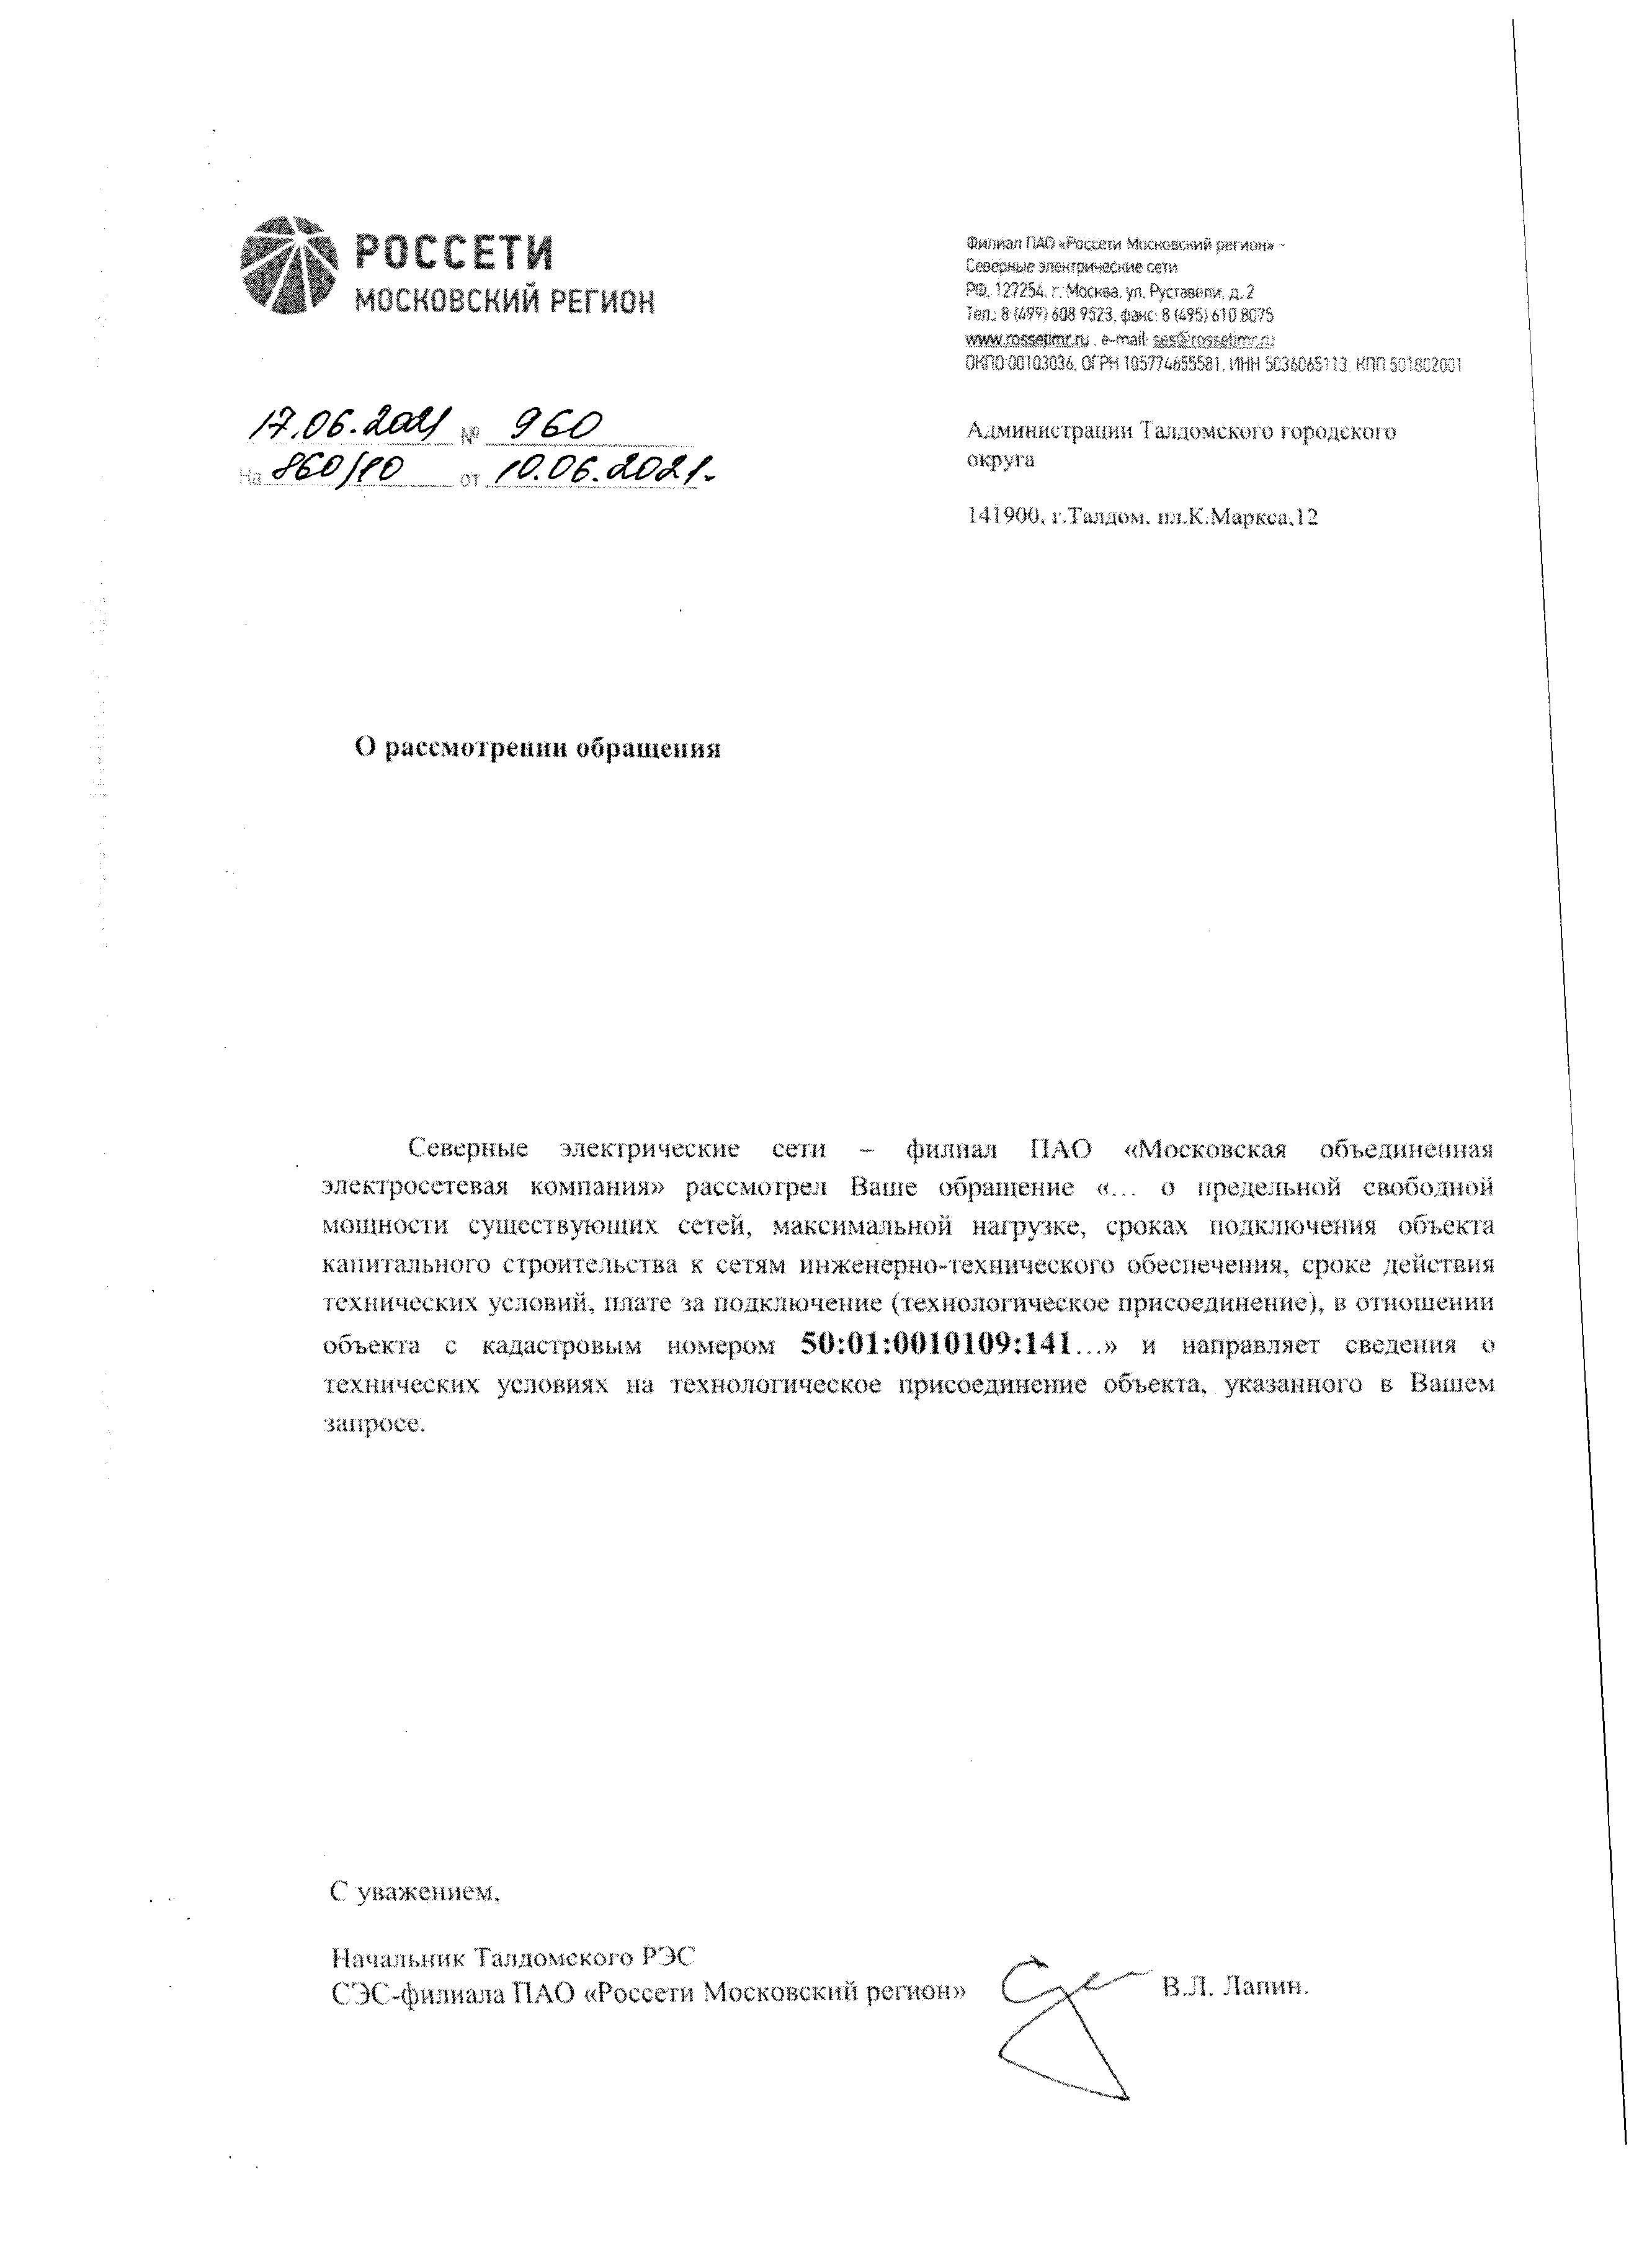 РОССЕТИ
МОСКОВСКИЙ РЕГИОН
Филиал ПАО «Россети Московский регион» -
Северные электрические сети
РФ, 127254, г. Москва, ул. Руставели, д. 2
Тел.: 8 (499) 608 9523, факс: 8 (495) 610 8075
www.rossetimr.ru , e-mail: ses@rossetimr.ru
ОКПО 00103036, ОГРН 105774655581, ИНН 5036065113, КПП 501802001
17.06.2021 № 960
На 860/10 от 10.06.2021.
Администрации Талдомского городского
округа
141900, г.Талдом, пл.К.Маркса,12
О рассмотрении обращения
Северные электрические сети – филиал ПАО «Московская объединенная
электросетевая компания» рассмотрел Ваше обращение «… о предельной свободной
мощности существующих сетей, максимальной нагрузке, сроках подключения объекта
капитального строительства к сетям инженерно-технического обеспечения, сроке действия
технических условий, плате за подключение (технологическое присоединение), в отношении
объекта с кадастровым номером 50:01:0010109:141…» и направляет сведения о
технических условиях на технологическое присоединение объекта, указанного в Вашем
запросе.
С уважением,
Начальник Талдомского РЭС
СЭС-филиала ПАО «Россети Московский регион» В.Л. Лапин.